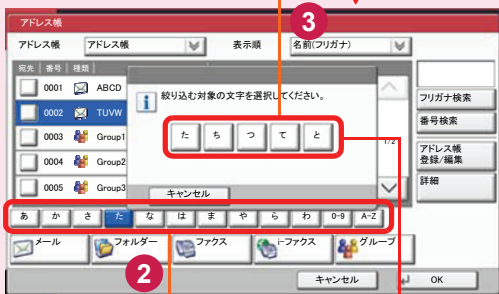 3
アドレス帳
アドレス帳 アドレス帳 表示順 名前(フリガナ)
宛先 番号 種類
0001 ABCD
0002 TUVW
0003 Group1
0004 Group2
0005 Group3
i 絞り込む対象の文字を選択してください。
た ち つ て と
キャンセル
1/2
フリガナ検索
番号検索
アドレス帳
登録/編集
詳細
あ か さ た な は ま や ら わ 0-9 A-Z
メール フォルダー ファクス i-ファクス グループ
2
キャンセル OK